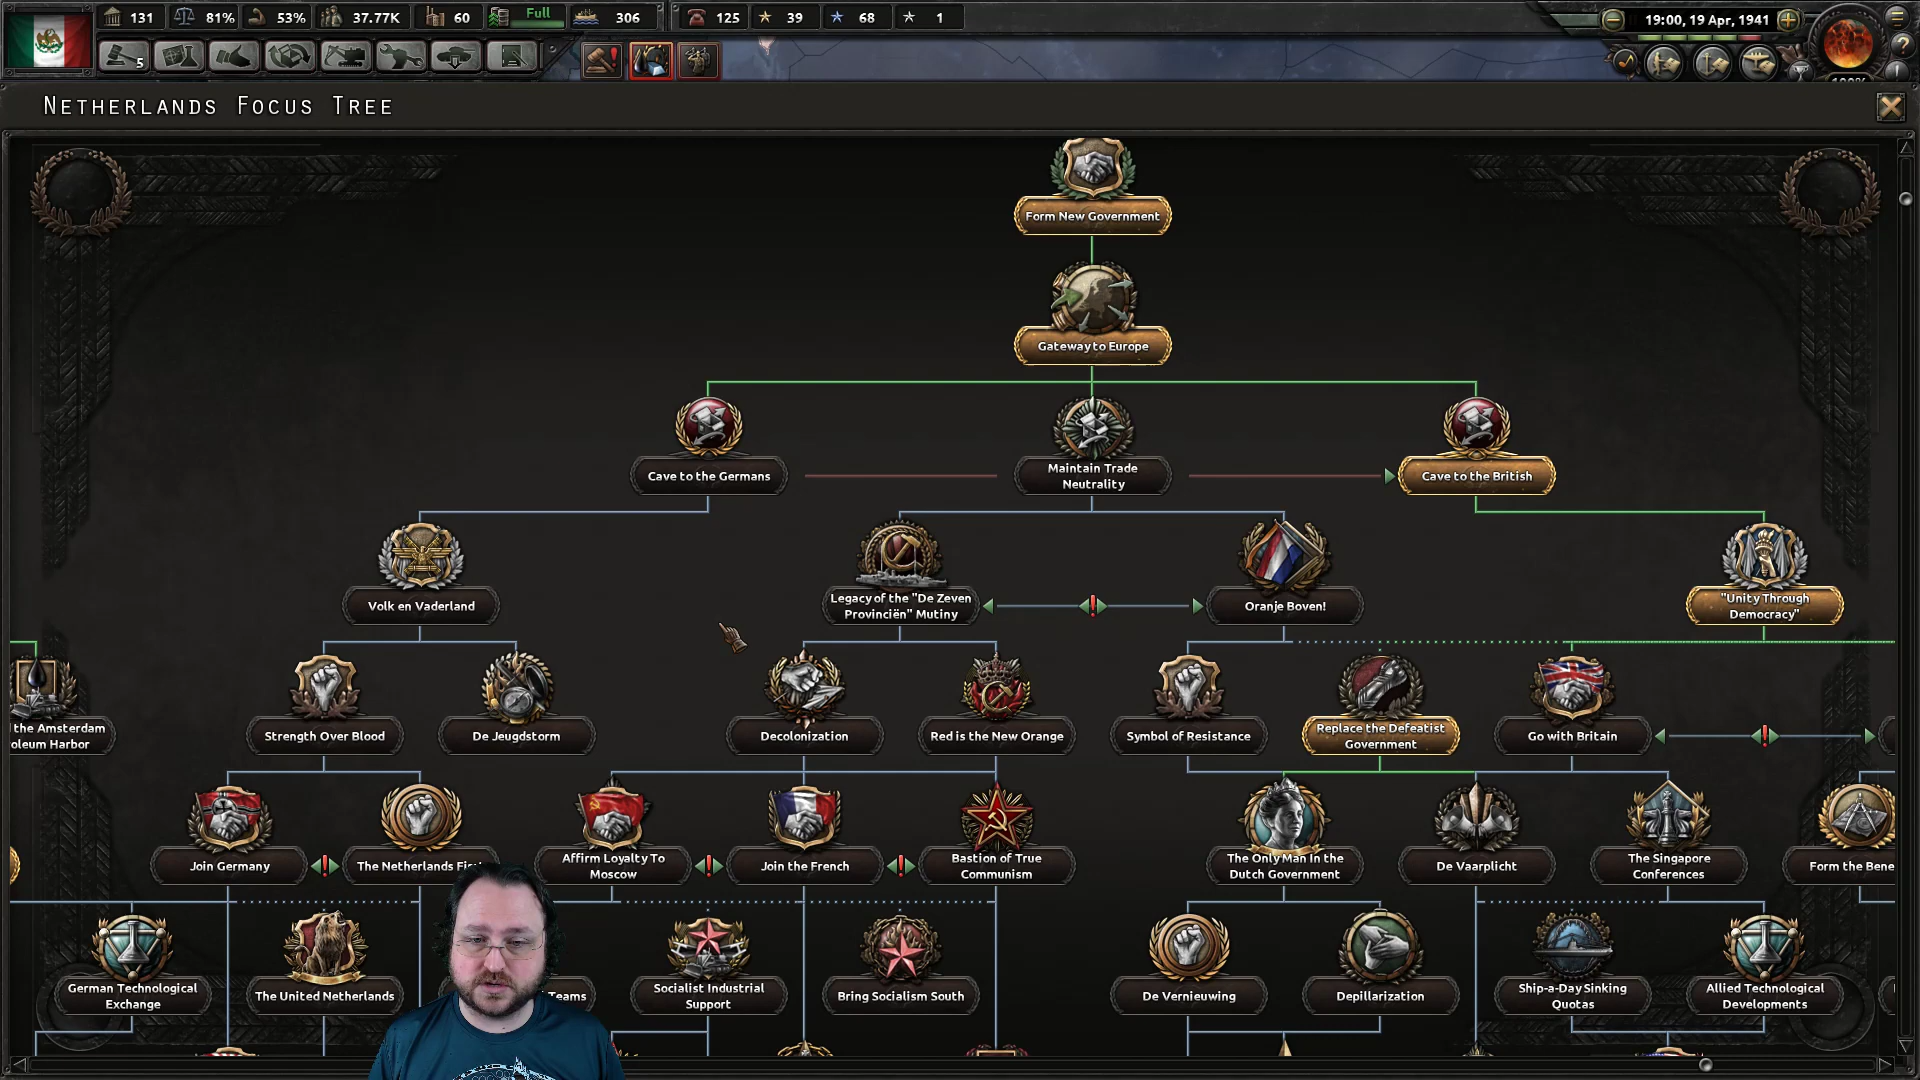 131
81%
53%
37.77K
60
Full
306
125
39
68
1
19:00, 19 Apr, 1941
5
NETHERLANDS FOCUS TREE
Form New Government
Gateway to Europe
Cave to the Germans
Maintain Trade
Neutrality
Cave to the British
Volk en Vaderland
Legacy of the "De Zeven
Provinciën" Mutiny
Oranje Boven!
"Unity Through
Democracy"
the Amsterdam
oleum Harbor
Strength Over Blood
De Jeugdstorm
Decolonization
Red is the New Orange
Symbol of Resistance
Replace the Defeatist
Government
Go with Britain
Join Germany
The Netherlands Firs
Affirm Loyalty To
Moscow
Join the French
Bastion of True
Communism
The Only Man In the
Dutch Government
De Vaarplicht
The Singapore
Conferences
Form the Bene
German Technological
Exchange
The United Netherlands
Teams
Socialist Industrial
Support
Bring Socialism South
De Vernieuwing
Depillarization
Ship-a-Day Sinking
Quotas
Allied Technological
Developments